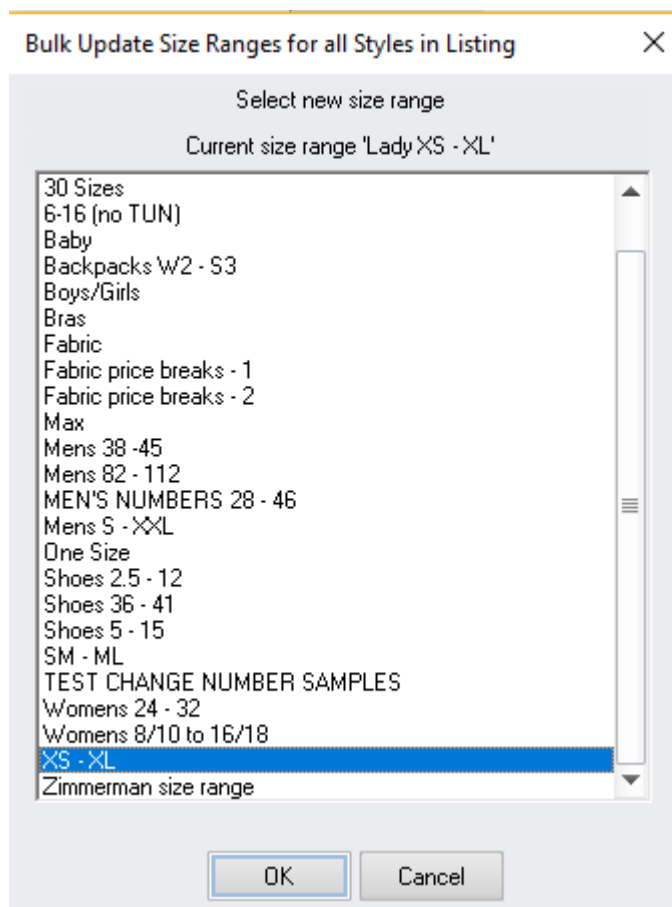 Bulk Update Size Ranges for all Styles in Listing
Select new size range
Current size range 'Lady XS - XL'
30 Sizes
6-16 (no TUN)
Baby
Backpacks W2 - S3
Boys/Girls
Bras
Fabric
Fabric price breaks - 1
Fabric price breaks - 2
Max
Mens 38 -45
Mens 82 - 112
MEN'S NUMBERS 28 - 46
Mens S - XXL
One Size
Shoes 2.5 - 12
Shoes 36 - 41
Shoes 5 - 15
SM - ML
TEST CHANGE NUMBER SAMPLES
Womens 24 - 32
Womens 8/10 to 16/18
XS - XL
Zimmerman size range
OK Cancel